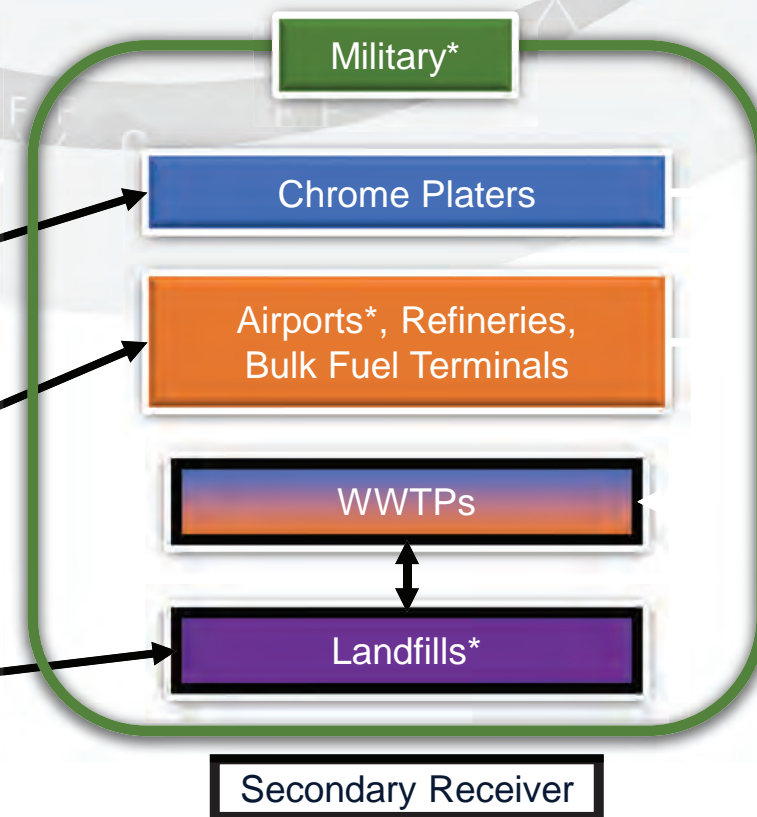 Military*
F F
F F
Chrome Platers
Airports*, Refineries,
Bulk Fuel Terminals
WWTPs
Landfills*
Secondary Receiver